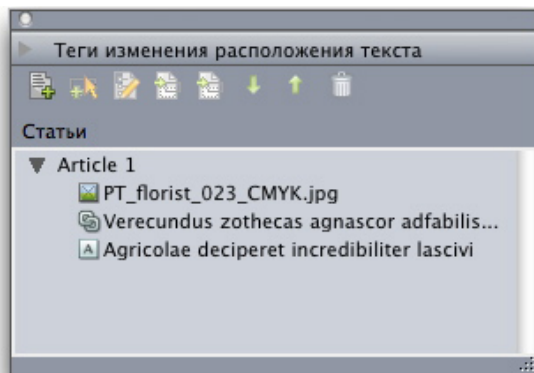 Теги изменения расположения текста
Статьи
Article 1
PT_florist_023_CMYK.jpg
Verecundus zothecas agnascor adfabilis...
A Agricolae deciperet incredibiliter lascivi